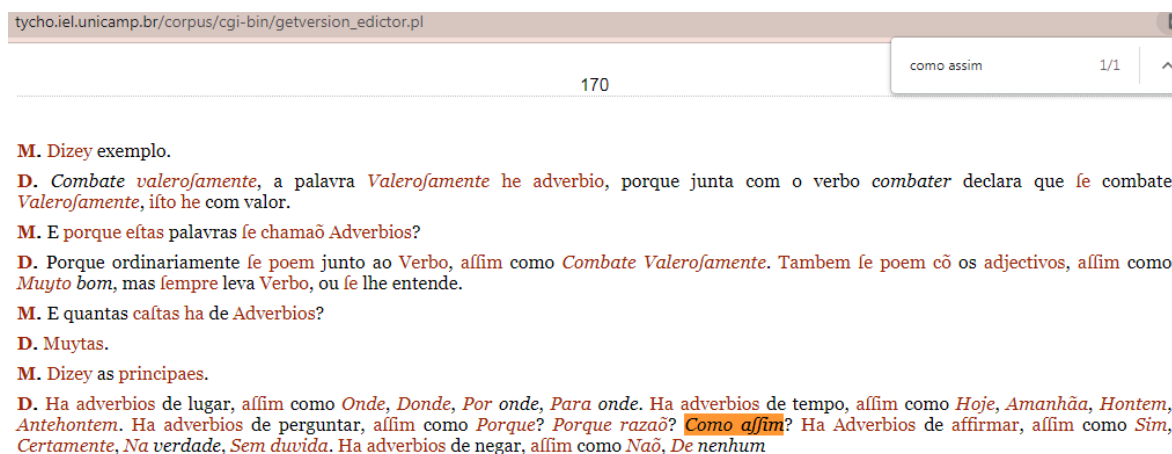 tycho.iel.unicamp.br/corpus/cgi-bin/getversion_edictor.pl
como assim 1/1
170
M. Dizey exemplo.
D. Combate valeroſamente, a palavra Valeroſamente he adverbio, porque junta com o verbo combater declara que ſe combate
Valeroſamente, iſto he com valor.
M. E porque eſtas palavras ſe chamaõ Adverbios?
D. Porque ordinariamente ſe poem junto ao Verbo, aſſim como Combate Valeroſamente. Tambem ſe poem cõ os adjectivos, aſſim como
Muyto bom, mas ſempre leva Verbo, ou ſe lhe entende.
M. E quantas caſtas ha de Adverbios?
D. Muytas.
M. Dizey as principaes.
D. Ha adverbios de lugar, aſſim como Onde, Donde, Por onde, Para onde. Ha adverbios de tempo, aſſim como Hoje, Amanhãa, Hontem,
Antehontem. Ha adverbios de perguntar, aſſim como Porque? Porque razaõ? Como aſſim? Ha Adverbios de affirmar, aſſim como Sim,
Certamente, Na verdade, Sem duvida. Ha adverbios de negar, aſſim como Naõ, De nenhum